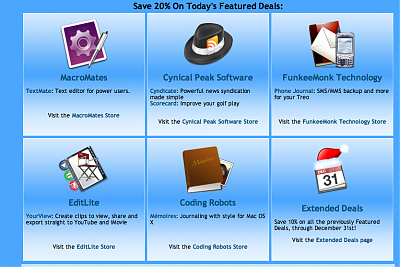 Save 20% On Today's Featured Deals:
MacroMates
TextMate: Text editor for power users.
Visit the MacroMates Store
Cynical Peak Software
Cyndicate: Powerful news syndication
made simple
Scorecard: Improve your golf play
Visit the Cynical Peak Software Store
FunkeeMonk Technology
Phone Journal: SMS/MMS backup and more
for your Treo
Visit the FunkeeMonk Technology Store
EditLite
YourView: Create clips to view, share and
export straight to YouTube and iMovie
Visit the EditLite Store
Mémoires
Coding Robots
Mémoires: Journaling with style for Mac OS
X
Visit the Coding Robots Store
31
Extended Deals
Save 10% on all the previously Featured
Deals, through December 31st!
Visit the Extended Deals page